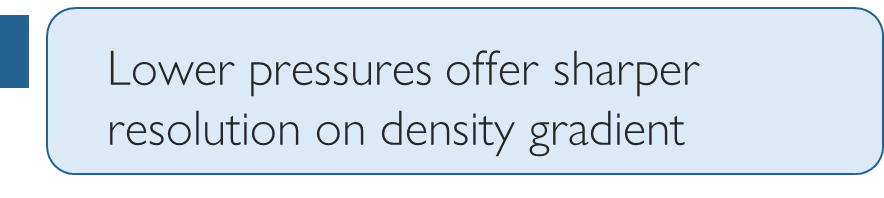 Lower pressures offer sharper
resolution on density gradient